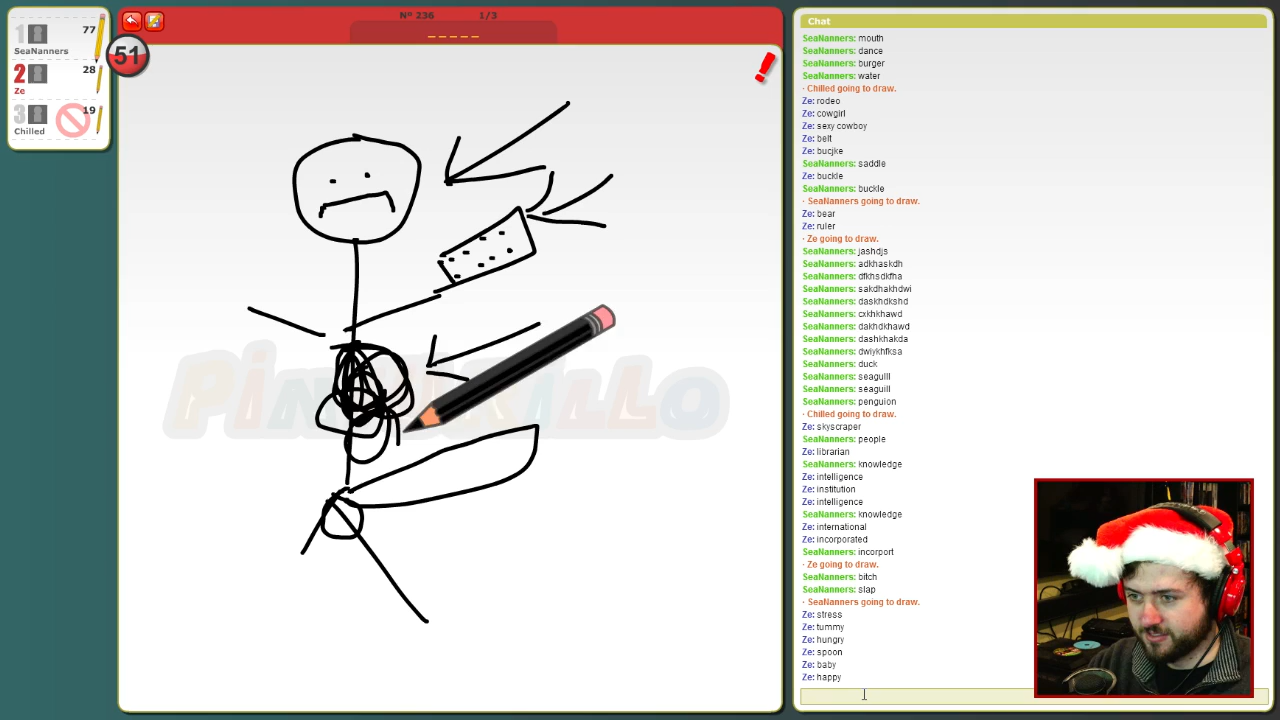 1
77
SeaNanners
2
28
Ze
3
19
Chilled
51
Nº 236 1/3
_ _ _ _ _
Chat
SeaNanners: mouth
SeaNanners: dance
SeaNanners: burger
SeaNanners: water
· Chilled going to draw.
Ze: rodeo
Ze: cowgirl
Ze: sexy cowboy
Ze: belt
Ze: bucjke
SeaNanners: saddle
Ze: buckle
SeaNanners: buckle
· SeaNanners going to draw.
Ze: bear
Ze: ruler
· Ze going to draw.
SeaNanners: jashdjs
SeaNanners: adkhaskdh
SeaNanners: dfkhsdkfha
SeaNanners: sakdhakhdwi
SeaNanners: daskhdkshd
SeaNanners: cxkhkhawd
SeaNanners: dakhdkhawd
SeaNanners: dashkhakda
SeaNanners: dwiykhfksa
SeaNanners: duck
SeaNanners: seagulll
SeaNanners: seaguill
SeaNanners: penguion
· Chilled going to draw.
Ze: skyscraper
SeaNanners: people
Ze: librarian
SeaNanners: knowledge
Ze: intelligence
Ze: institution
Ze: intelligence
SeaNanners: knowledge
Ze: international
Ze: incorporated
SeaNanners: incorport
· Ze going to draw.
SeaNanners: bitch
SeaNanners: slap
· SeaNanners going to draw.
Ze: stress
Ze: tummy
Ze: hungry
Ze: spoon
Ze: baby
Ze: happy